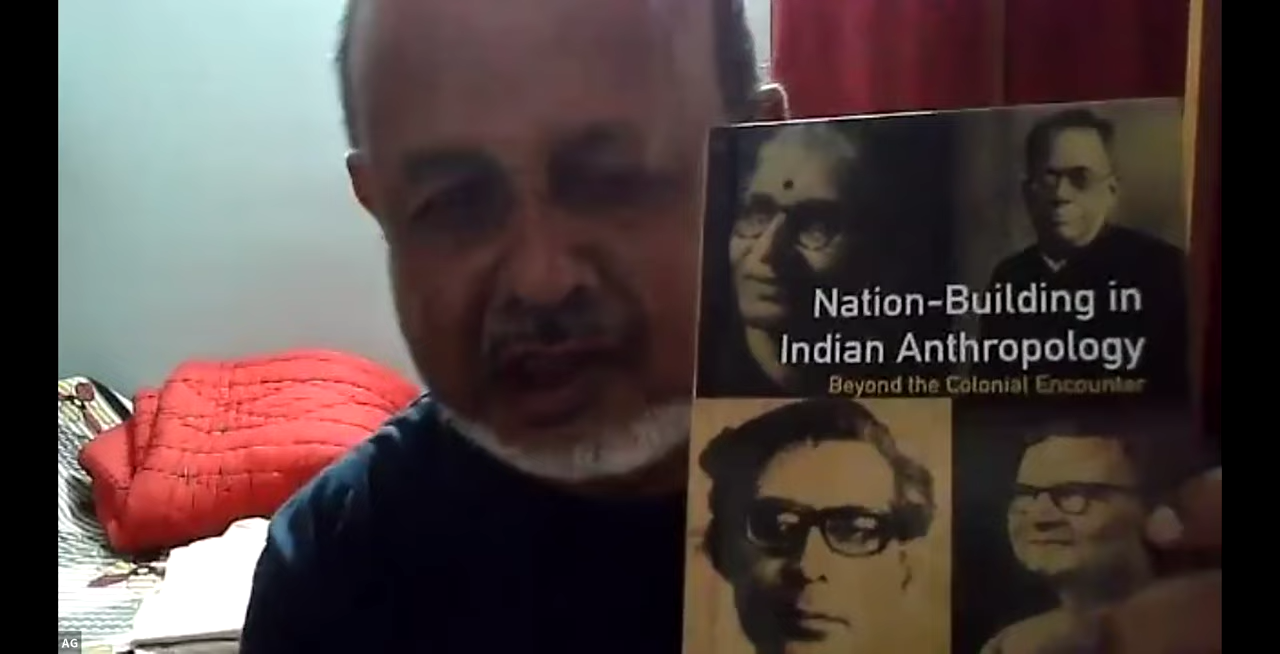 Nation-Building in
Indian Anthropology
Beyond the Colonial Encounter
AG